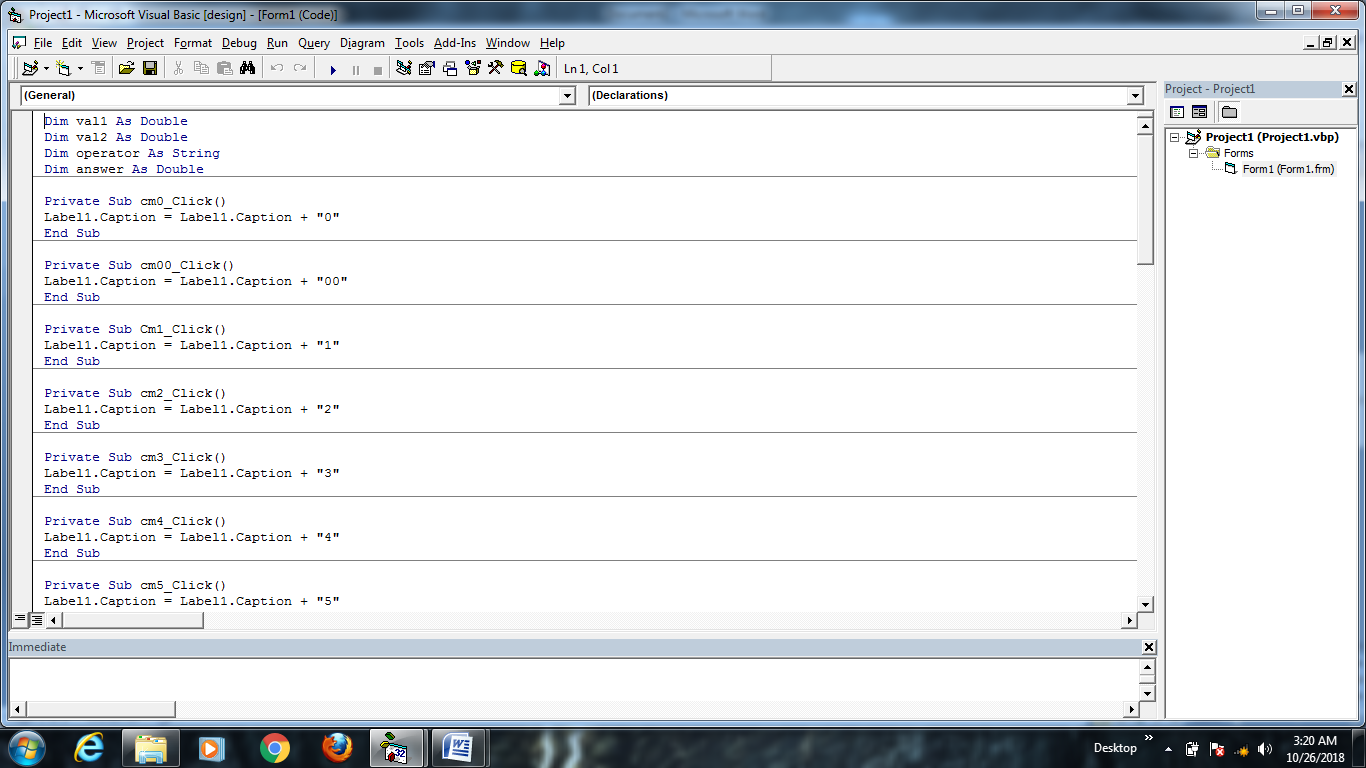 Project1 - Microsoft Visual Basic [design] - [Form1 (Code)]
File Edit View Project Format Debug Run Query Diagram Tools Add-Ins Window Help
Ln 1, Col 1
(General) (Declarations)
Dim val1 As Double
Dim val2 As Double
Dim operator As String
Dim answer As Double
Private Sub cm0_Click()
Label1.Caption = Label1.Caption + "0"
End Sub
Private Sub cm00_Click()
Label1.Caption = Label1.Caption + "00"
End Sub
Private Sub Cm1_Click()
Label1.Caption = Label1.Caption + "1"
End Sub
Private Sub cm2_Click()
Label1.Caption = Label1.Caption + "2"
End Sub
Private Sub cm3_Click()
Label1.Caption = Label1.Caption + "3"
End Sub
Private Sub cm4_Click()
Label1.Caption = Label1.Caption + "4"
End Sub
Private Sub cm5_Click()
Label1.Caption = Label1.Caption + "5"
Immediate
Project - Project1
Project1 (Project1.vbp)
Forms
Form1 (Form1.frm)
32
Desktop
3:20 AM
10/26/2018